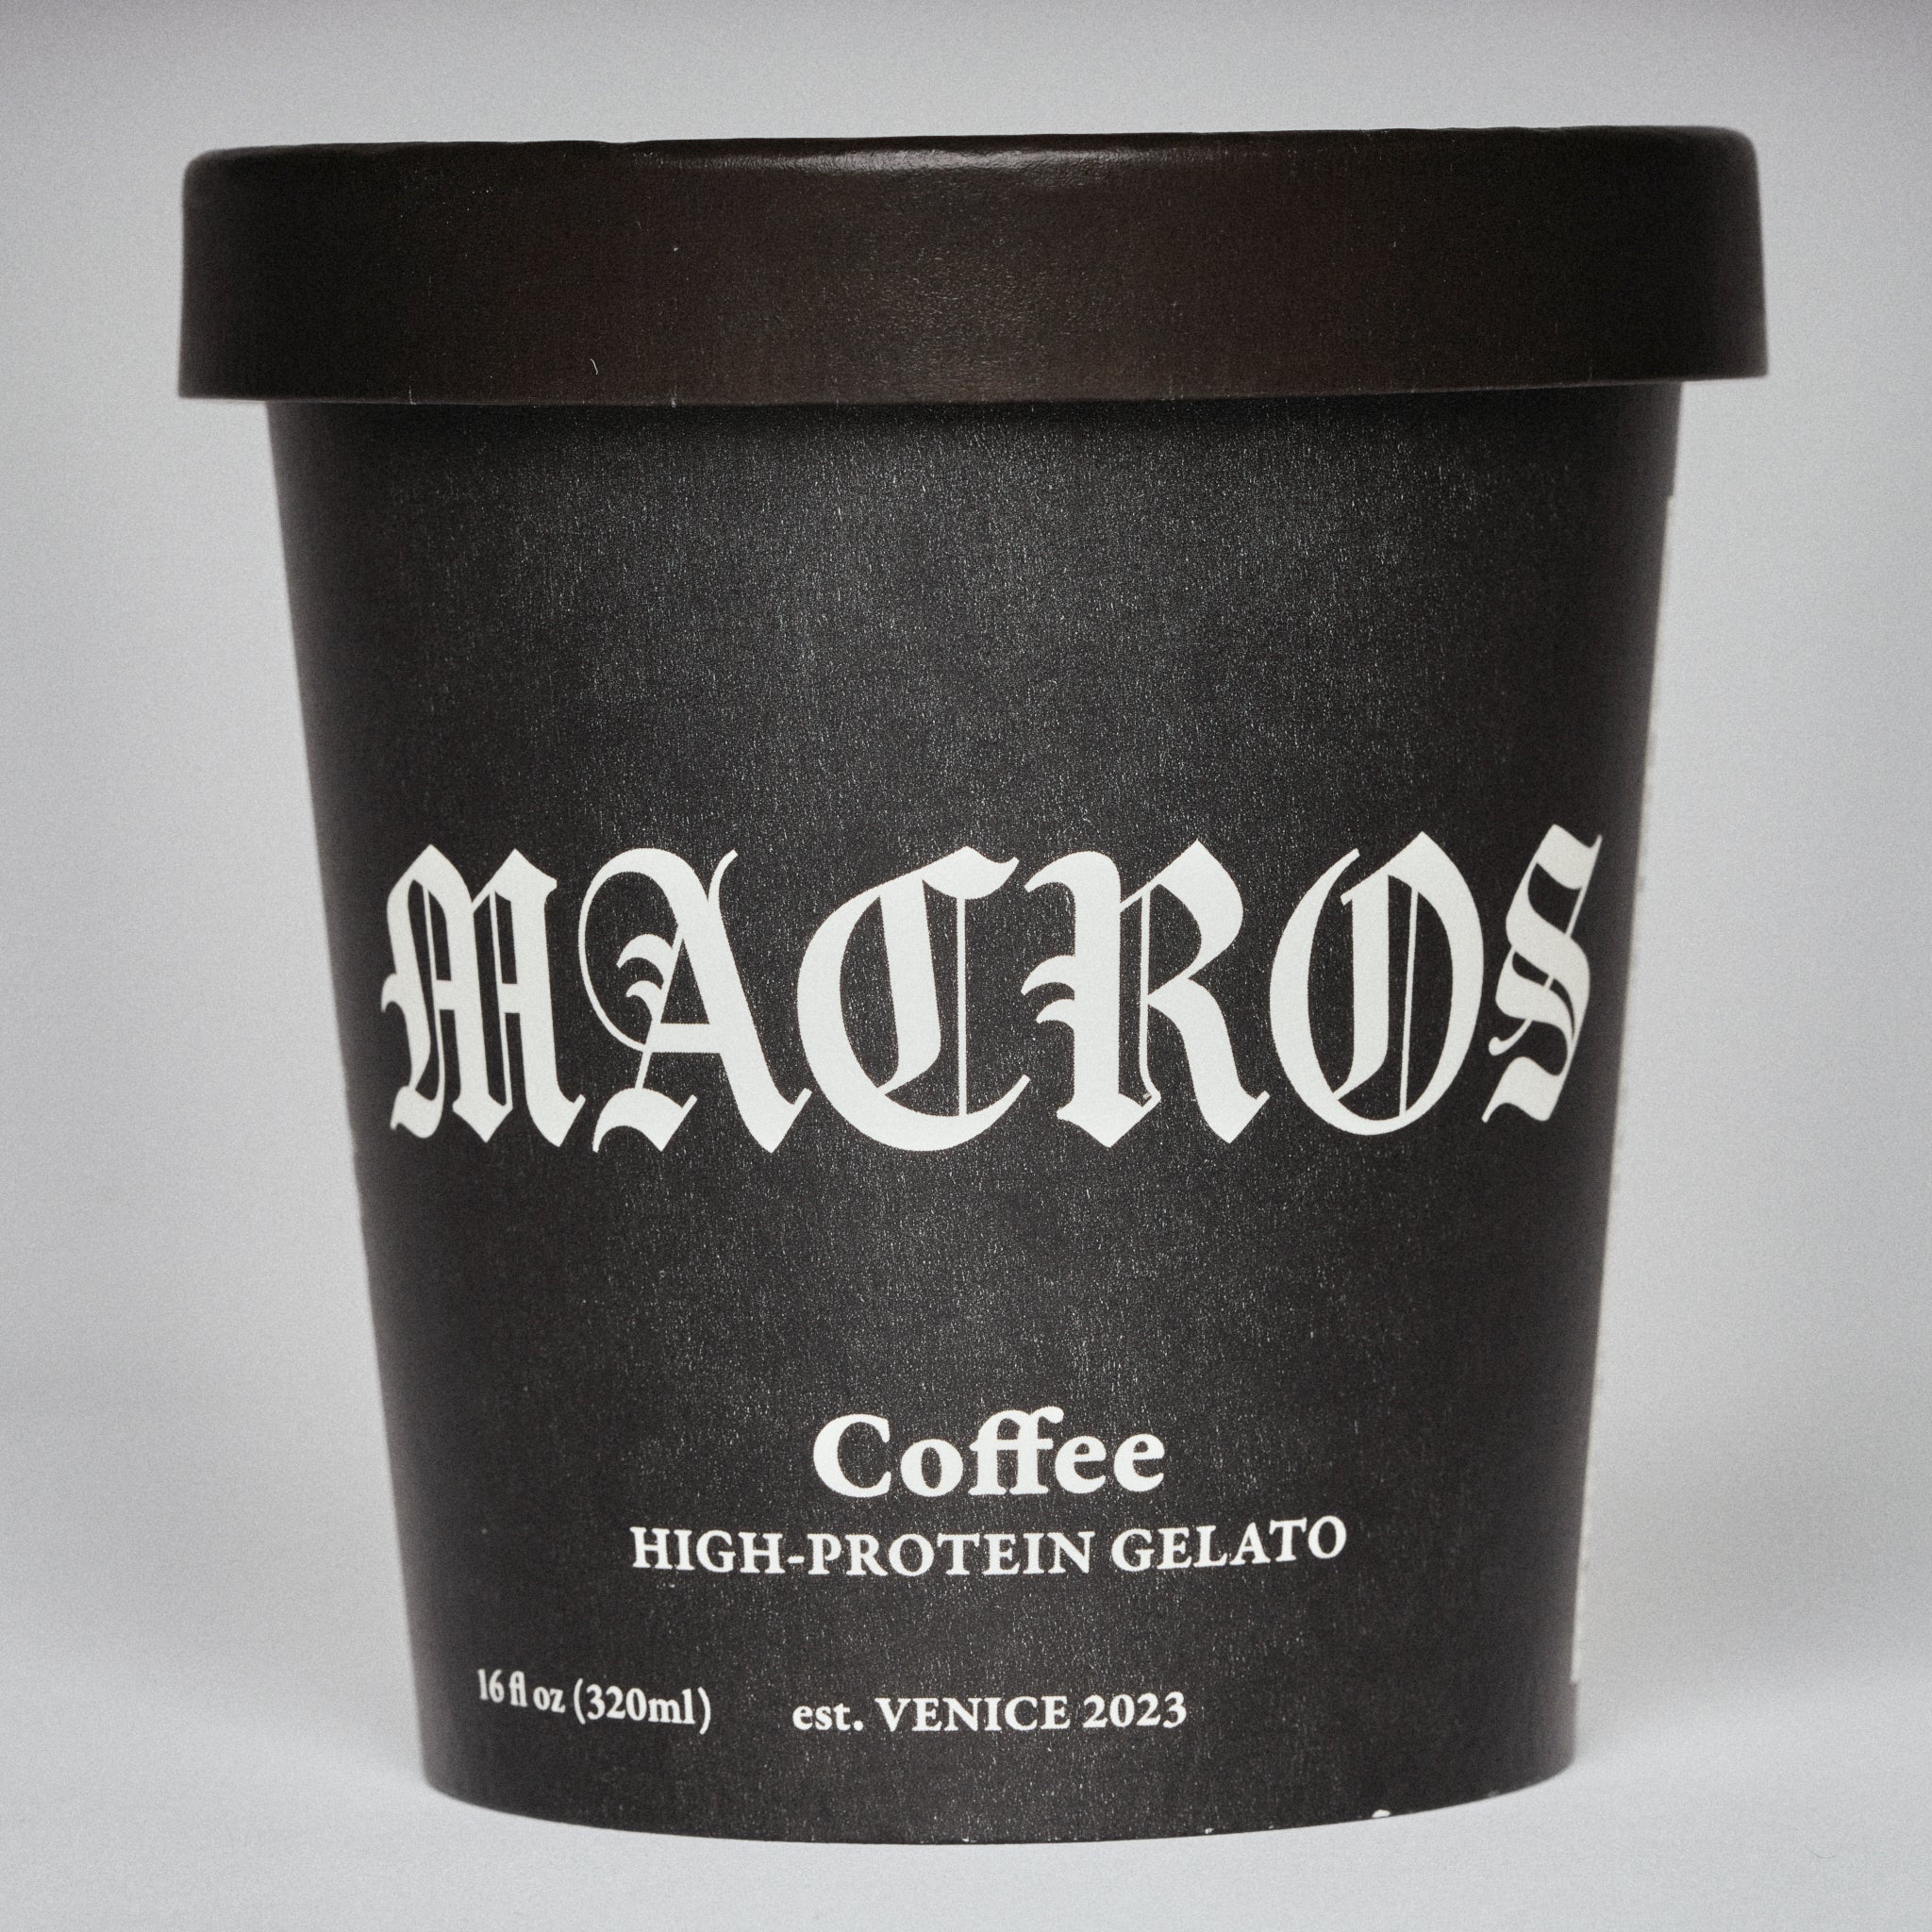 MACROS
Coffee
HIGH-PROTEIN GELATO
16 fl oz (320ml)
est. VENICE 2023